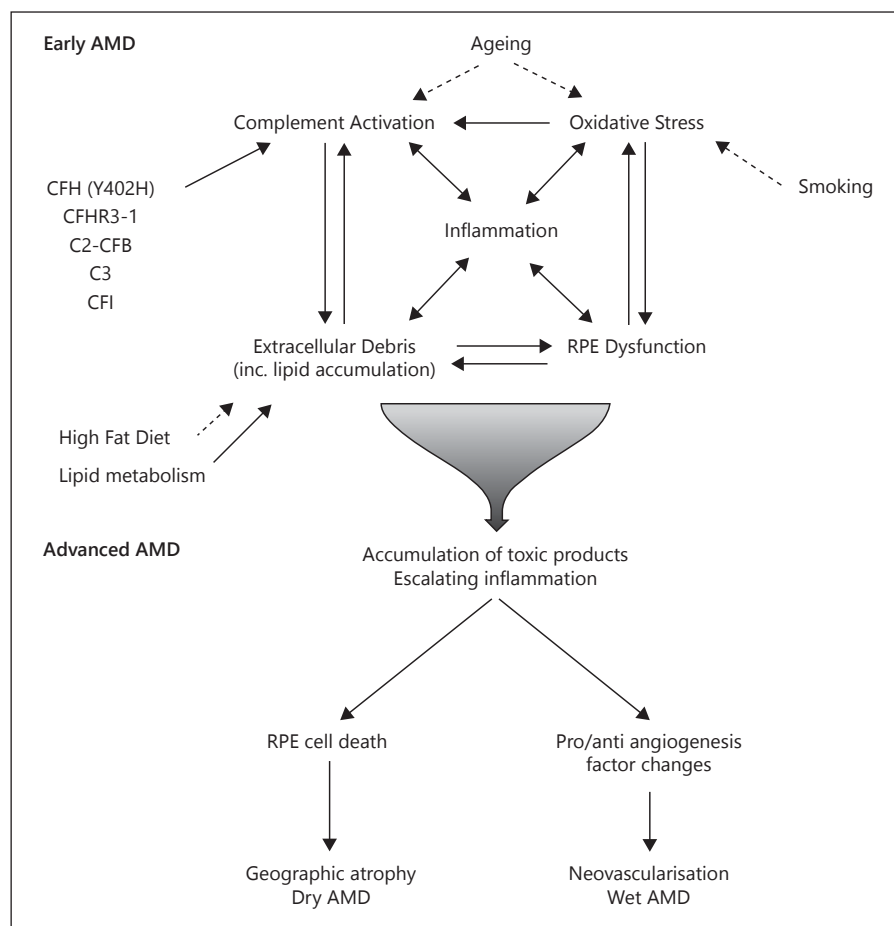 Early AMD
Ageing
Complement Activation
Oxidative Stress
CFH (Y402H)
CFHR3-1
C2-CFB
C3
CFI
Smoking
Inflammation
Extracellular Debris
(inc. lipid accumulation)
RPE Dysfunction
High Fat Diet
Lipid metabolism
Advanced AMD
Accumulation of toxic products
Escalating inflammation
RPE cell death
Pro/anti angiogenesis
factor changes
Geographic atrophy
Dry AMD
Neovascularisation
Wet AMD